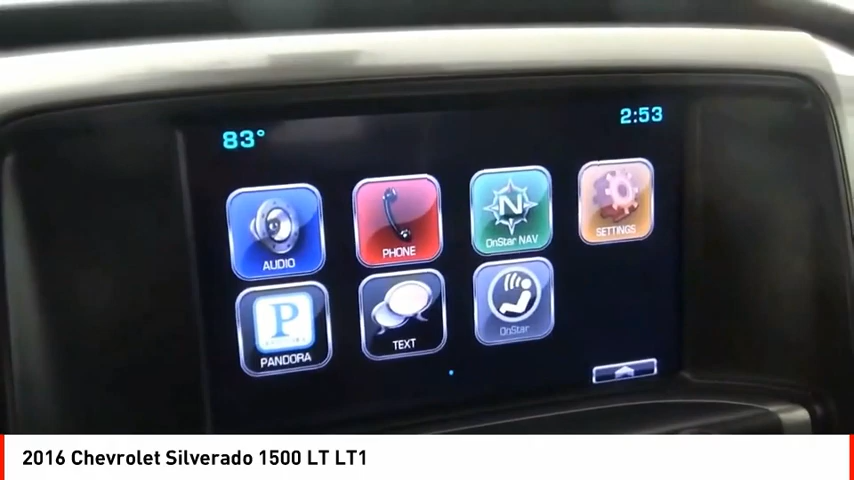 83°
2:53
AUDIO
PHONE
N
OnStar NAV
SETTINGS
P
PANDORA
TEXT
OnStar
2016 Chevrolet Silverado 1500 LT LT1